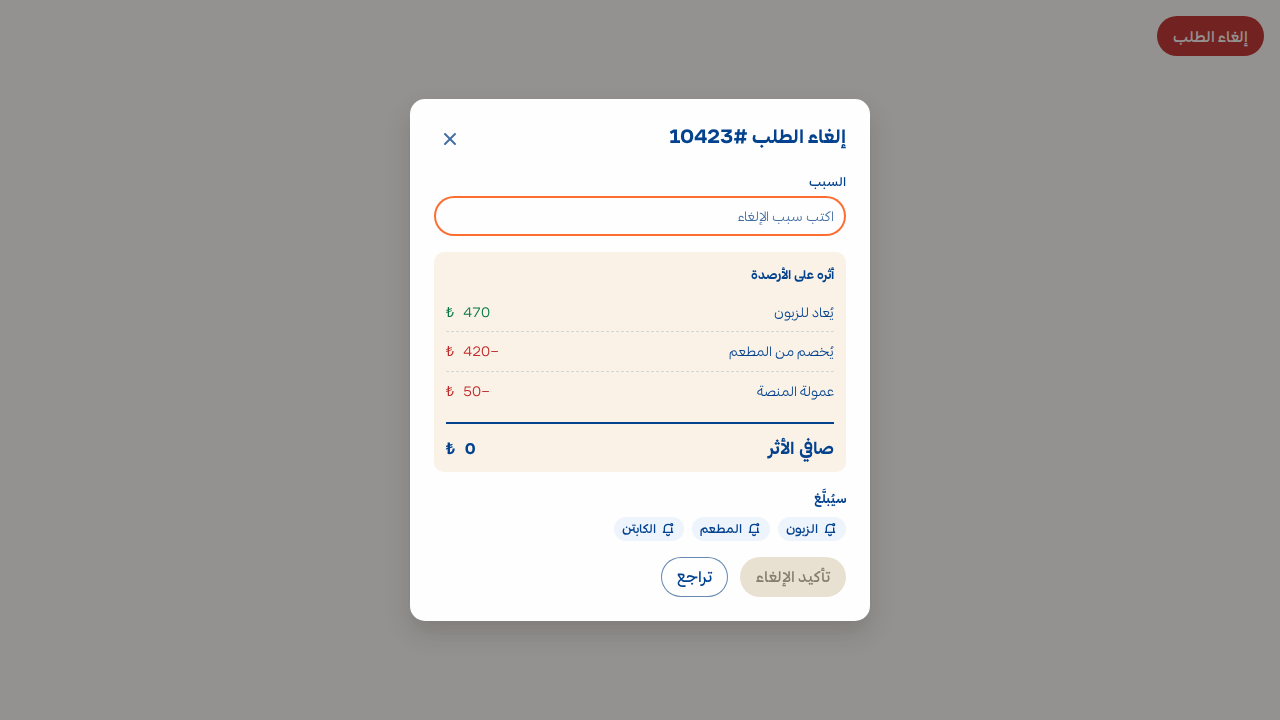 إلغاء الطلب
إلغاء الطلب #10423
السبب
اكتب سبب الإلغاء
أثره على الأرصدة
يُعاد للزبون 470 ₺
يُخصم من المطعم −420 ₺
عمولة المنصة −50 ₺
صافي الأثر 0 ₺
سيُبلَّغ
الزبون المطعم الكابتن
تأكيد الإلغاء تراجع